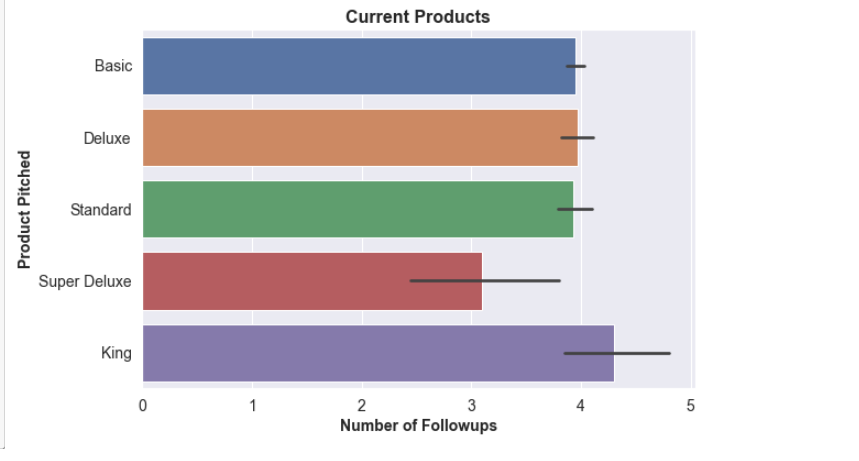 Current Products
Product Pitched
Basic
Deluxe
Standard
Super Deluxe
King
0 1 2 3 4 5
Number of Followups